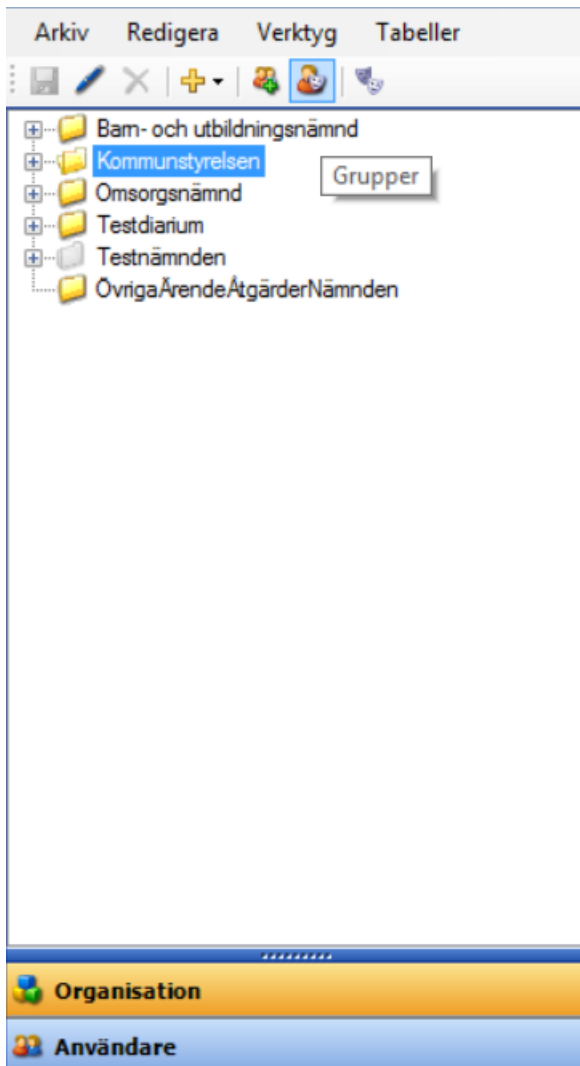 Arkiv Redigera Verktyg Tabeller
Barn- och utbildningsnämnd
Kommunstyrelsen
Grupper
Omsorgsnämnd
Testdiarium
Testnämnden
ÖvrigaÄrendeÅtgärderNämnden
Organisation
Användare